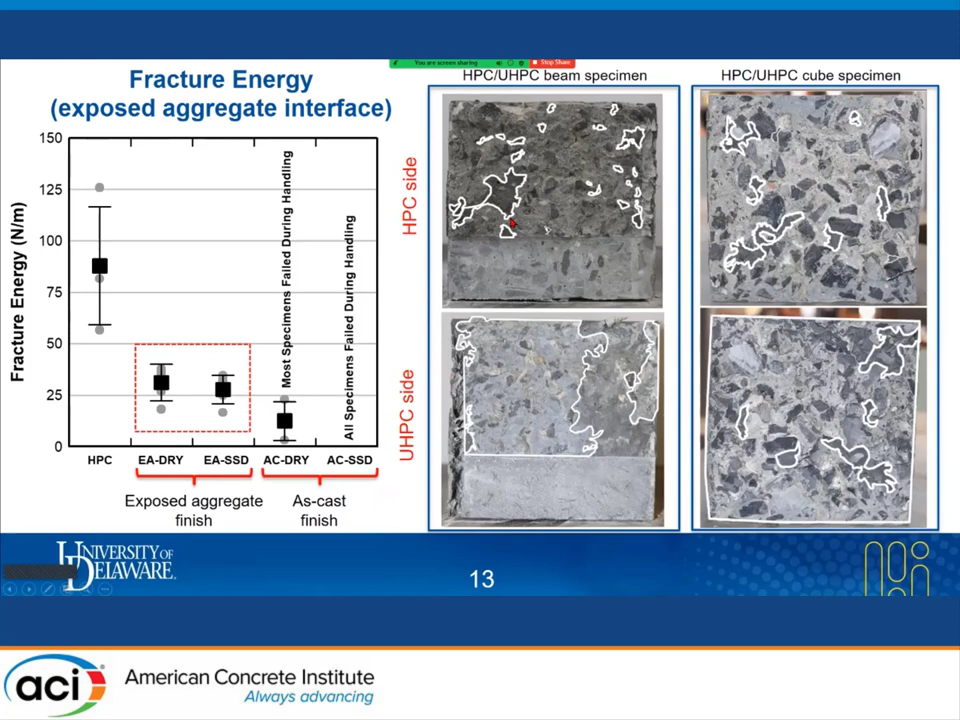 You are screen sharing
Stop Share
Fracture Energy
(exposed aggregate interface)
HPC/UHPC beam specimen
HPC/UHPC cube specimen
Fracture Energy (N/m)
150
125
100
75
50
25
0
Most Specimens Failed During Handling
All Specimens Failed During Handling
HPC
EA-DRY
EA-SSD
AC-DRY
AC-SSD
Exposed aggregate
finish
As-cast
finish
HPC side
UHPC side
UNIVERSITY OF
DELAWARE.
13
aci
American Concrete Institute
Always advancing